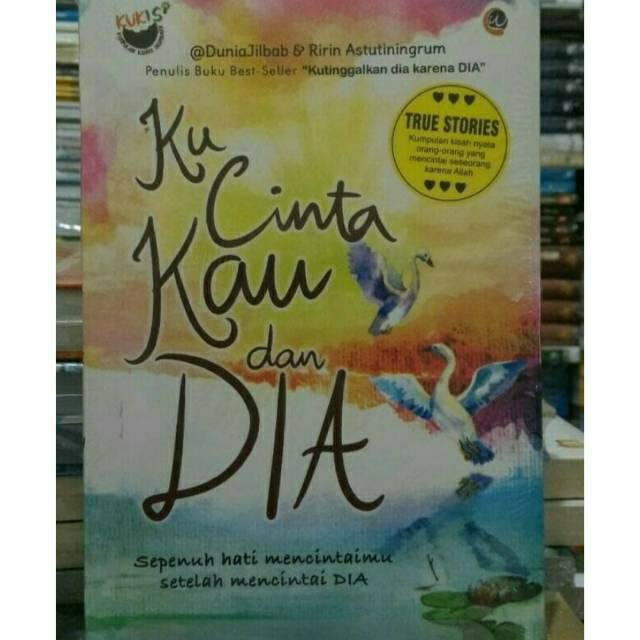 KUKIS
@DuniaJilbab & Ririn Astutiningrum
Penulis Buku Best-Seller "Kutinggalkan dia karena DIA"
TRUE STORIES
Kumpulan kisah nyata
orang-orang yang
mencintai seseorang
karena Allah
Ku
Cinta
Kau
dan
DIA
Sepenuh hati mencintaimu
setelah mencintai DIA